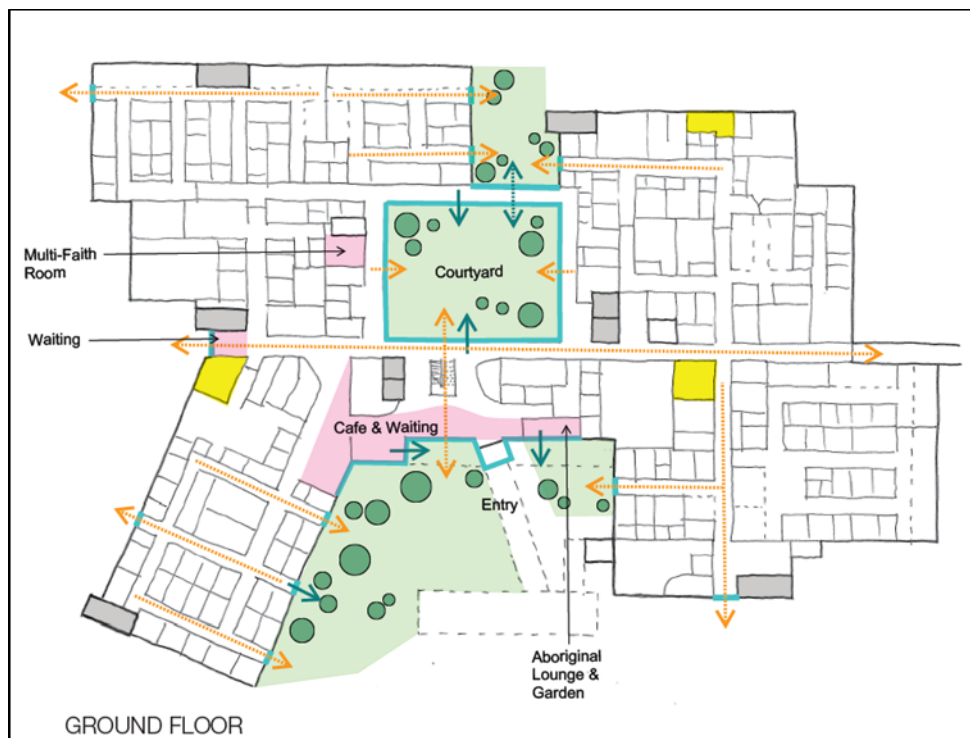 Multi-Faith
Room
Courtyard
Waiting
Cafe & Waiting
Entry
Aboriginal
Lounge &
Garden
GROUND FLOOR